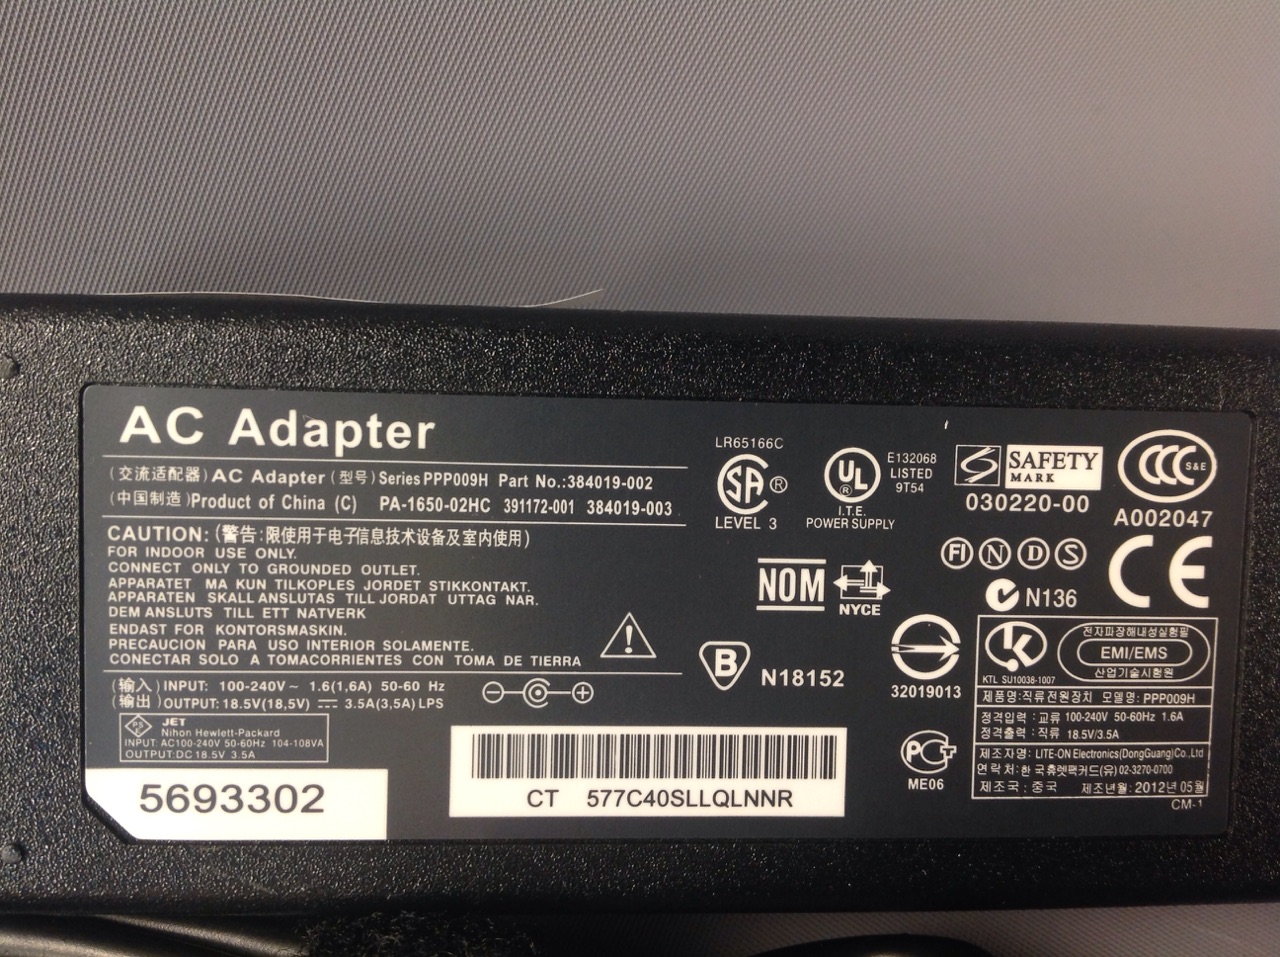 AC Adapter
(交流适配器) AC Adapter (型号) Series PPP009H Part No.:384019-002
(中国制造) Product of China (C) PA-1650-02HC 391172-001 384019-003
CAUTION: (警告:限使用于电子信息技术设备及室内使用)
FOR INDOOR USE ONLY.
CONNECT ONLY TO GROUNDED OUTLET.
APPARATET MA KUN TILKOPLES JORDET STIKKONTAKT.
APPARATEN SKALL ANSLUTAS TILL JORDAT UTTAG NAR.
DEM ANSLUTS TILL ETT NATVERK
ENDAST FOR KONTORSMASKIN.
PRECAUCION PARA USO INTERIOR SOLAMENTE.
CONECTAR SOLO A TOMACORRIENTES CON TOMA DE TIERRA
(输入) INPUT: 100-240V~ 1.6(1,6A) 50-60 Hz
(输出) OUTPUT: 18.5V(18,5V) ⎓ 3.5A(3,5A) LPS
PS E
JET
Nihon Hewlett-Packard
INPUT: AC100-240V 50-60Hz 104-108VA
OUTPUT:DC18.5V 3.5A
5693302
CT 577C40SLLQLNNR
LR65166C
SA ®
LEVEL 3
UL ®
I.T.E.
POWER SUPPLY
E132068
LISTED
9T54
SAFETY
MARK
030220-00
CCC S&E
A002047
FI N D S
CE
N136
NOM
NYCE
B N18152
32019013
PCT
ME06
K
KTL SU10038-1007
전자파장해내성실험필
EMI/EMS
산업기술시험원
제품명:직류전원장치 모델명: PPP009H
정격입력 : 교류 100-240V 50-60Hz 1.6A
정격출력 : 직류 18.5V/3.5A
제조자명: LITE-ON Electronics(DongGuang)Co.,Ltd
연락처:한국휴렛팩커드(유) 02-3270-0700
제조국: 중국 제조년월: 2012년 05월
CM-1